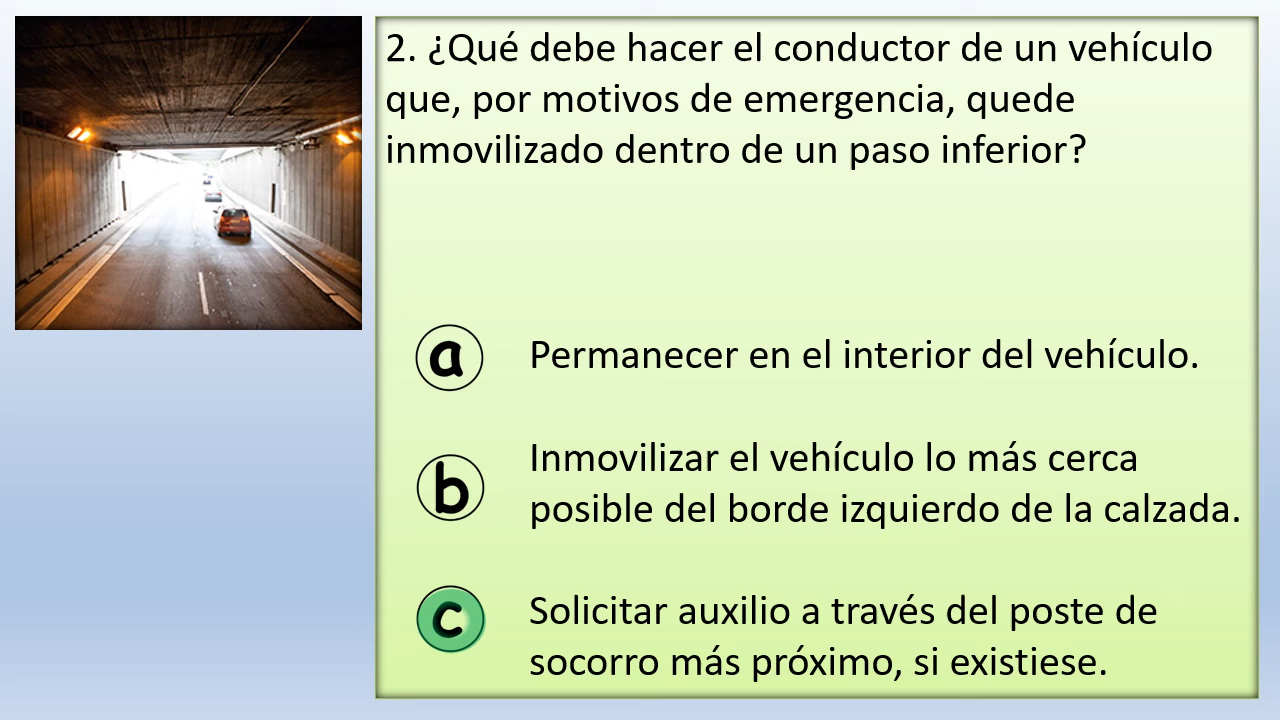 2. ¿Qué debe hacer el conductor de un vehículo
que, por motivos de emergencia, quede
inmovilizado dentro de un paso inferior?
a Permanecer en el interior del vehículo.
b Inmovilizar el vehículo lo más cerca
posible del borde izquierdo de la calzada.
c Solicitar auxilio a través del poste de
socorro más próximo, si existiese.